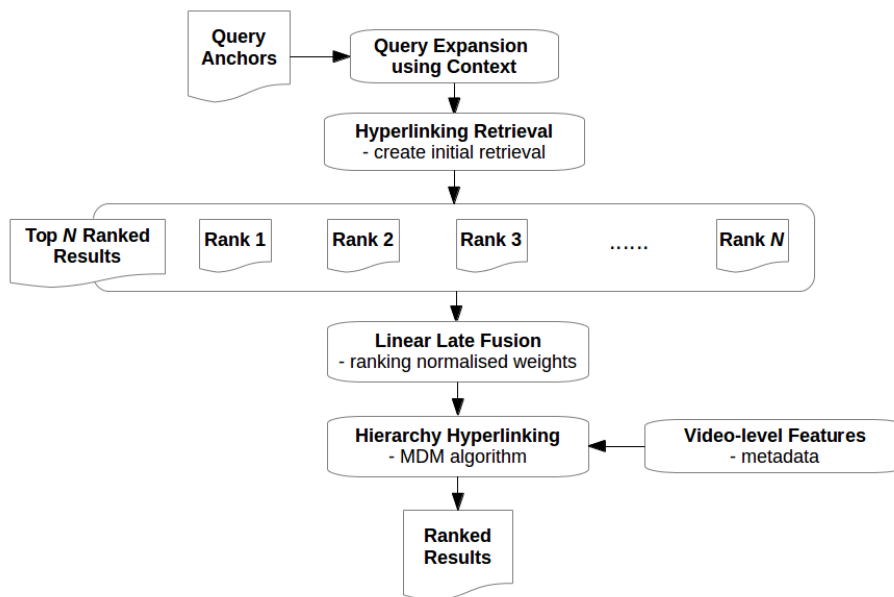 Query
Anchors
Query Expansion
using Context
Hyperlinking Retrieval
- create initial retrieval
Top N Ranked
Results
Rank 1
Rank 2
Rank 3
......
Rank N
Linear Late Fusion
- ranking normalised weights
Hierarchy Hyperlinking
- MDM algorithm
Video-level Features
- metadata
Ranked
Results